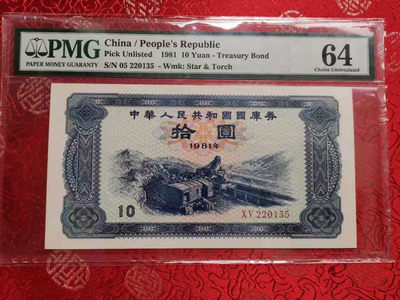 PMG
PAPER MONEY GUARANTY
China / People's Republic
Pick Unlisted 1981 10 Yuan - Treasury Bond
S/N 05 220135 - Wmk: Star & Torch
64
Choice Uncirculated
中華人民共和國國庫券
拾圓
1981年
10
XV 220135